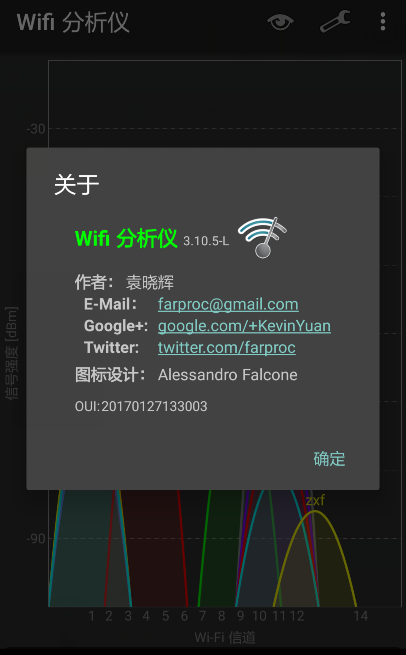 Wifi 分析仪
-30
关于
Wifi 分析仪 3.10.5-L
作者： 袁晓辉
E-Mail： farproc@gmail.com
Google+: google.com/+KevinYuan
Twitter: twitter.com/farproc
图标设计： Alessandro Falcone
OUI:20170127133003
确定
信号强度 [dBm]
zxf
-90
1 2 3 4 5 6 7 8 9 10 11 12 14
Wi-Fi 信道